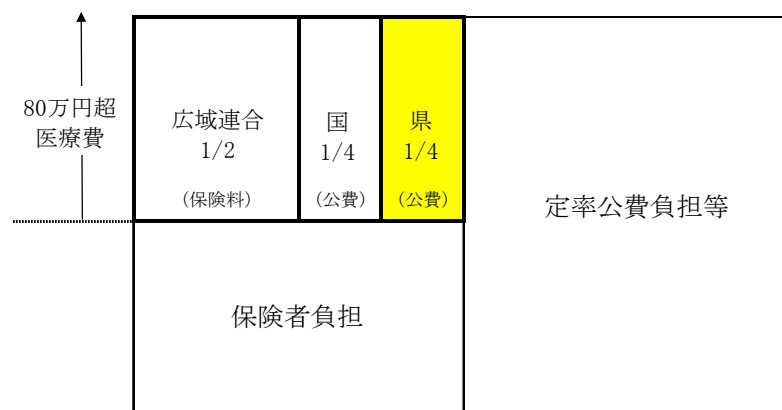 80万円超
医療費
広域連合
1/2
(保険料)
国
1/4
(公費)
県
1/4
(公費)
定率公費負担等
保険者負担